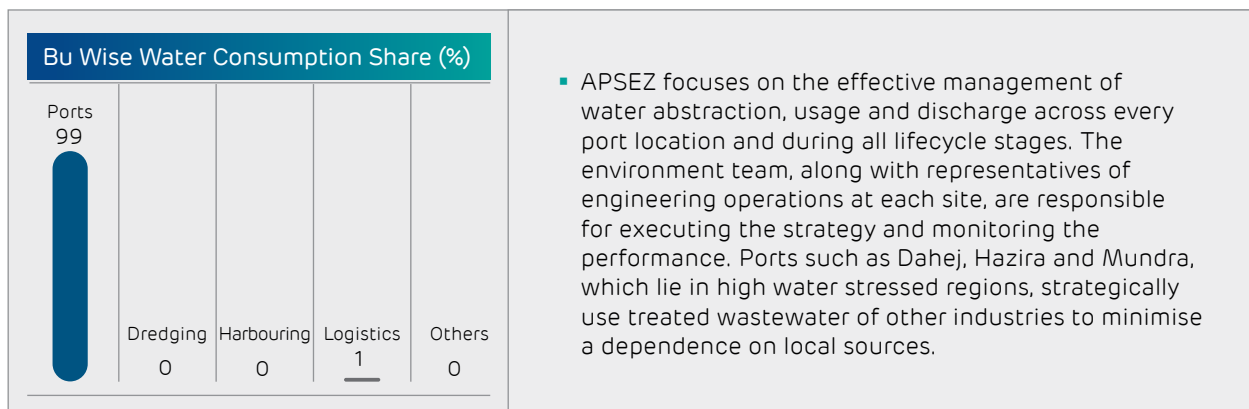 Bu Wise Water Consumption Share (%)
Ports
99
Dredging
0
Harbouring
0
Logistics
1
Others
0
▪ APSEZ focuses on the effective management of
water abstraction, usage and discharge across every
port location and during all lifecycle stages. The
environment team, along with representatives of
engineering operations at each site, are responsible
for executing the strategy and monitoring the
performance. Ports such as Dahej, Hazira and Mundra,
which lie in high water stressed regions, strategically
use treated wastewater of other industries to minimise
a dependence on local sources.